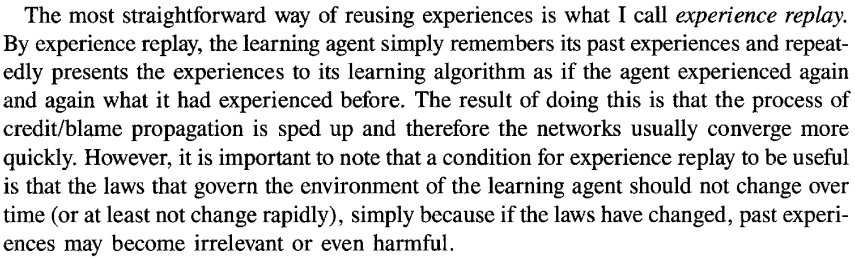 The most straightforward way of reusing experiences is what I call experience replay.
By experience replay, the learning agent simply remembers its past experiences and repeat-
edly presents the experiences to its learning algorithm as if the agent experienced again
and again what it had experienced before. The result of doing this is that the process of
credit/blame propagation is sped up and therefore the networks usually converge more
quickly. However, it is important to note that a condition for experience replay to be useful
is that the laws that govern the environment of the learning agent should not change over
time (or at least not change rapidly), simply because if the laws have changed, past experi-
ences may become irrelevant or even harmful.